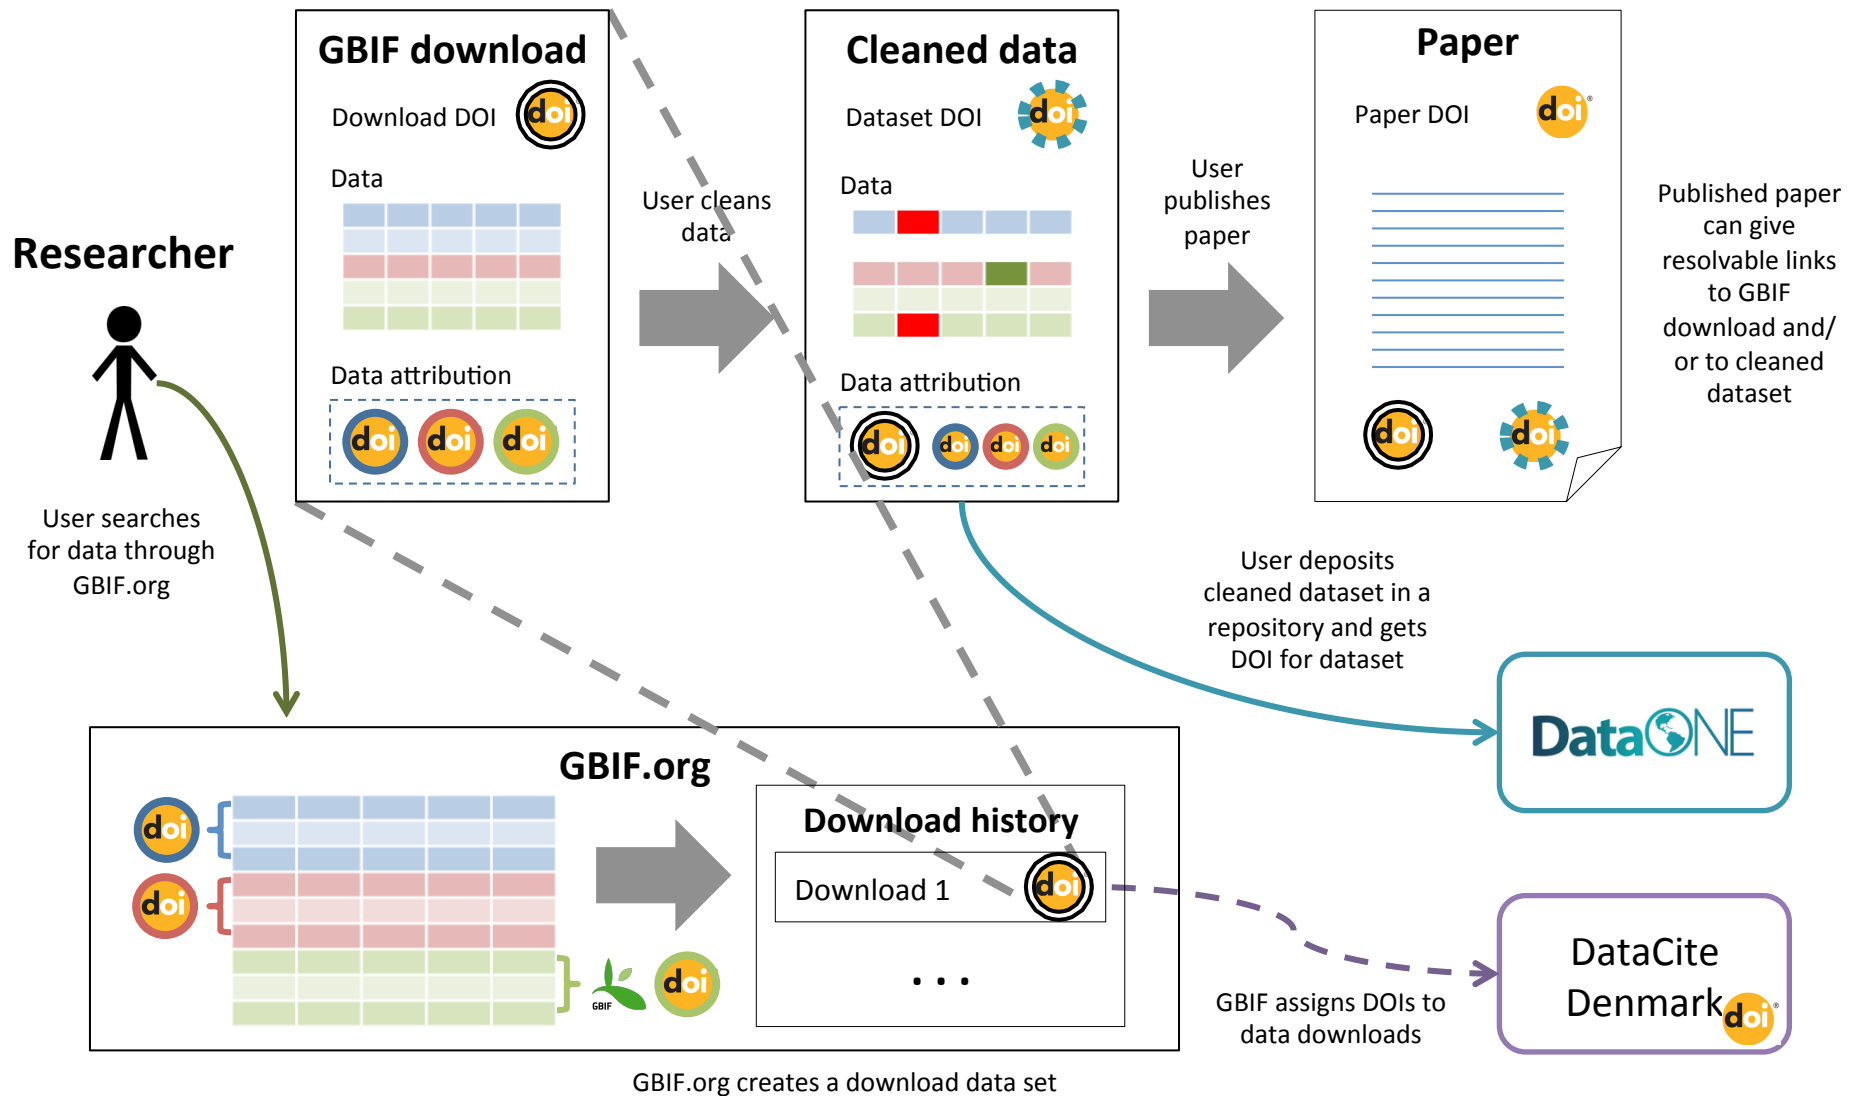 GBIF download
Download DOI
doi
Data
Data attribution
doi
doi
doi
User cleans
data
Cleaned data
Dataset DOI
doi
Data
Data attribution
doi
doi
doi
doi
User
publishes
paper
Paper
Paper DOI
doi®
doi
doi
Published paper
can give
resolvable links
to GBIF
download and/
or to cleaned
dataset
Researcher
User searches
for data through
GBIF.org
User deposits
cleaned dataset in a
repository and gets
DOI for dataset
DataONE
GBIF.org
doi
doi
GBIF
doi
Download history
Download 1
doi
...
GBIF assigns DOIs to
data downloads
DataCite
Denmark
doi®
GBIF.org creates a download data set